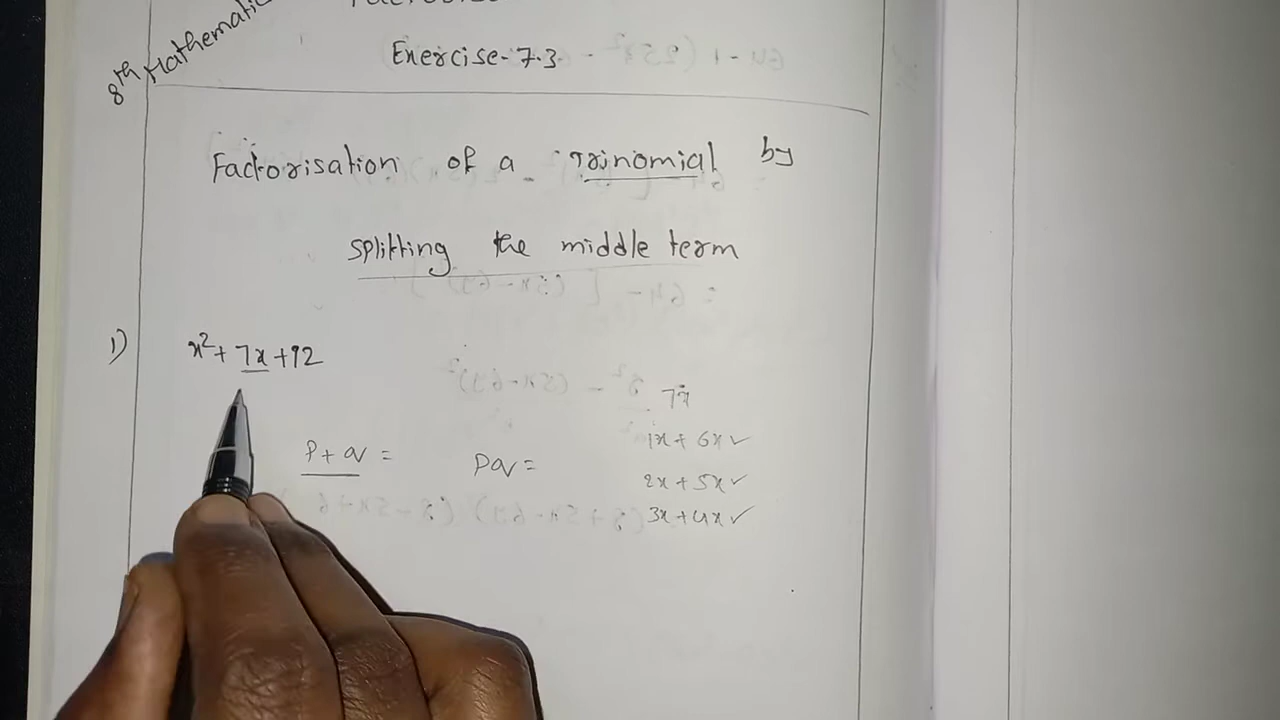 8th Mathematic
Exercise-7.3
Factorisation of a Trinomial by
splitting the middle term
1) x² + 7x + 12
7x
1x + 6x ✓
P + q = pq =
2x + 5x ✓
3x + 4x ✓